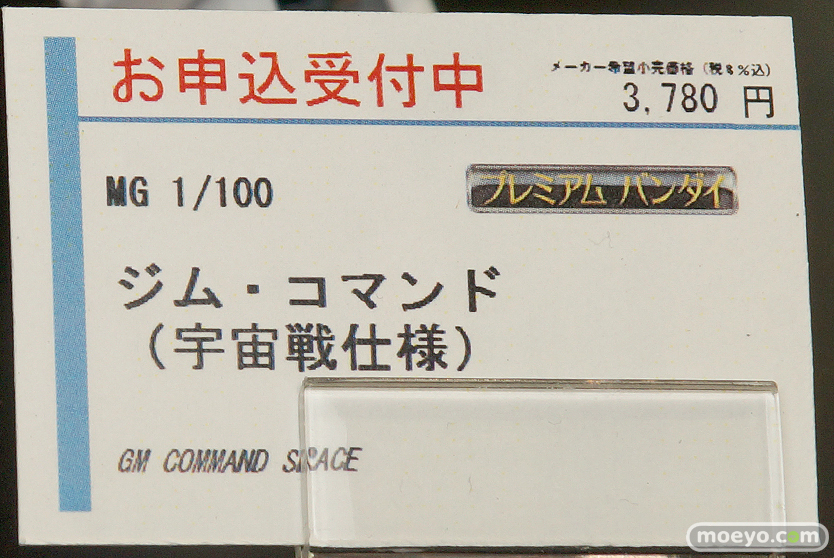 お申込受付中
メーカー希望小売価格（税8%込）
3,780 円
MG 1/100
プレミアム バンダイ
ジム・コマンド
（宇宙戦仕様）
GM COMMAND SPACE
moeyo.com